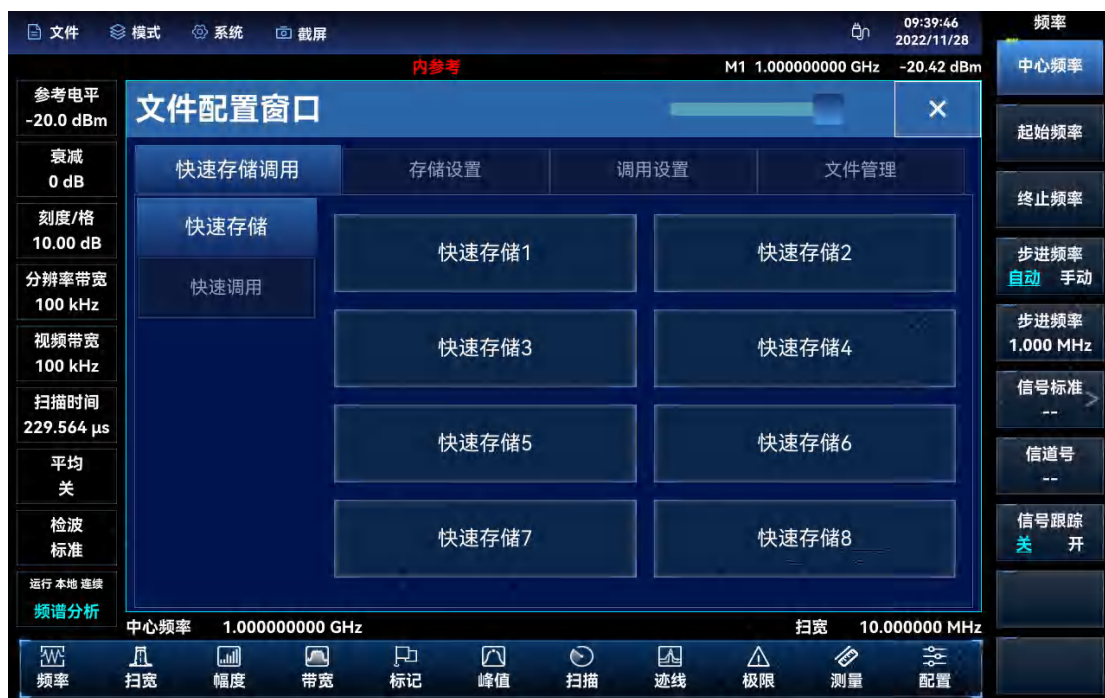 文件 模式 系统 截屏 09:39:46
2022/11/28
内参考 M1 1.000000000 GHz -20.42 dBm
参考电平
-20.0 dBm
衰减
0 dB
刻度/格
10.00 dB
分辨率带宽
100 kHz
视频带宽
100 kHz
扫描时间
229.564 μs
平均
关
检波
标准
运行 本地 连续
频谱分析
文件配置窗口
快速存储调用 存储设置 调用设置 文件管理
快速存储
快速调用
快速存储1 快速存储2
快速存储3 快速存储4
快速存储5 快速存储6
快速存储7 快速存储8
中心频率 1.000000000 GHz 扫宽 10.000000 MHz
频率
中心频率
起始频率
终止频率
步进频率
自动 手动
步进频率
1.000 MHz
信号标准
--
信道号
--
信号跟踪
关 开
频率 扫宽 幅度 带宽 标记 峰值 扫描 迹线 极限 测量 配置